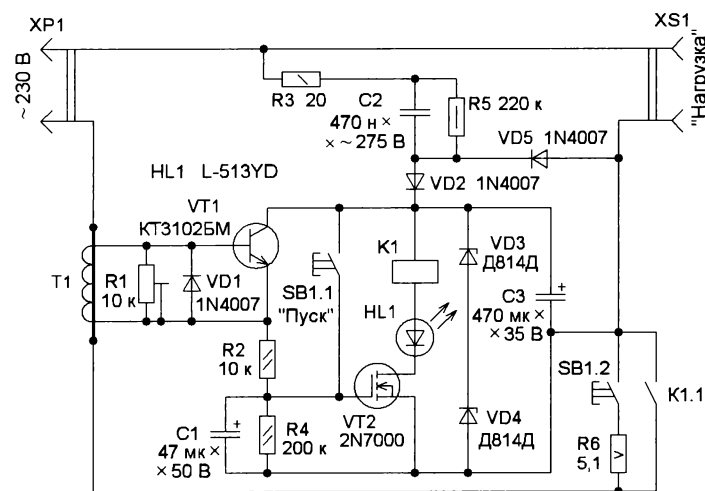 XP1
XS1
~ 230 В
"Нагрузка"
R3 20
C2
470 н ×
× ~ 275 В
R5 220 к
VD5 1N4007
HL1 L-513YD
VD2 1N4007
VT1
КТ3102БМ
T1
R1
10 к
VD1
1N4007
SB1.1
"Пуск"
K1
HL1
VD3
Д814Д
C3
470 мк ×
× 35 В
R2
10 к
SB1.2
K1.1
C1
47 мк ×
× 50 В
R4
200 к
VT2
2N7000
VD4
Д814Д
R6
5,1
V